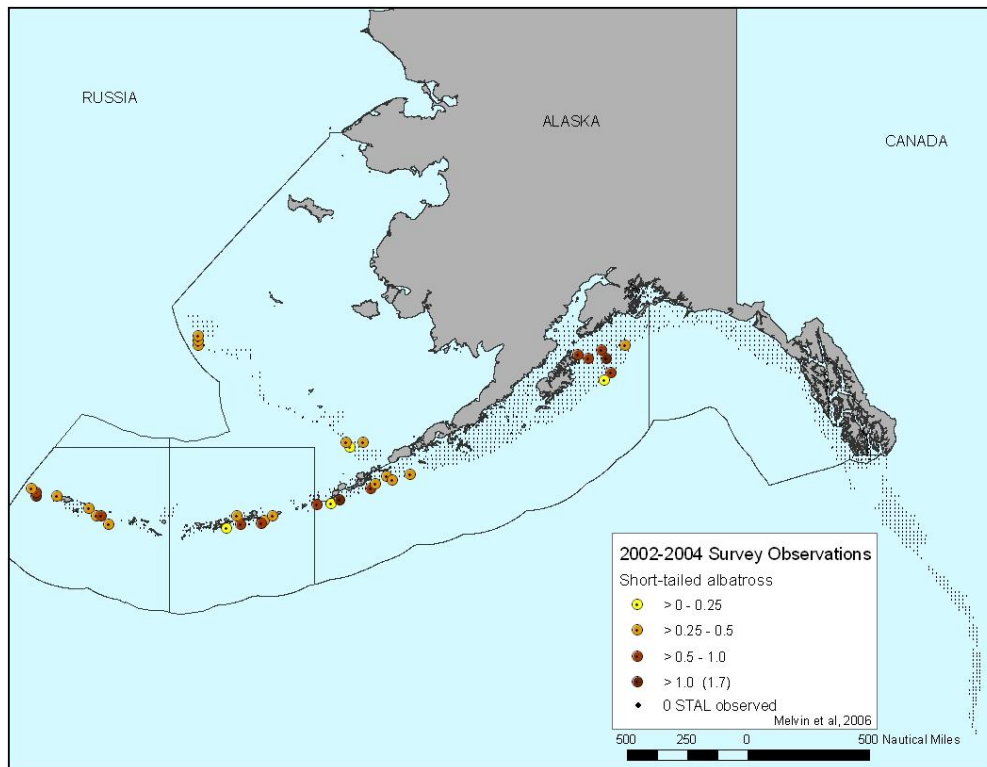 RUSSIA
ALASKA
CANADA
2002-2004 Survey Observations
Short-tailed albatross
> 0 - 0.25
> 0.25 - 0.5
> 0.5 - 1.0
> 1.0 (1.7)
0 STAL observed
Melvin et al, 2006
500 250 0 500 Nautical Miles